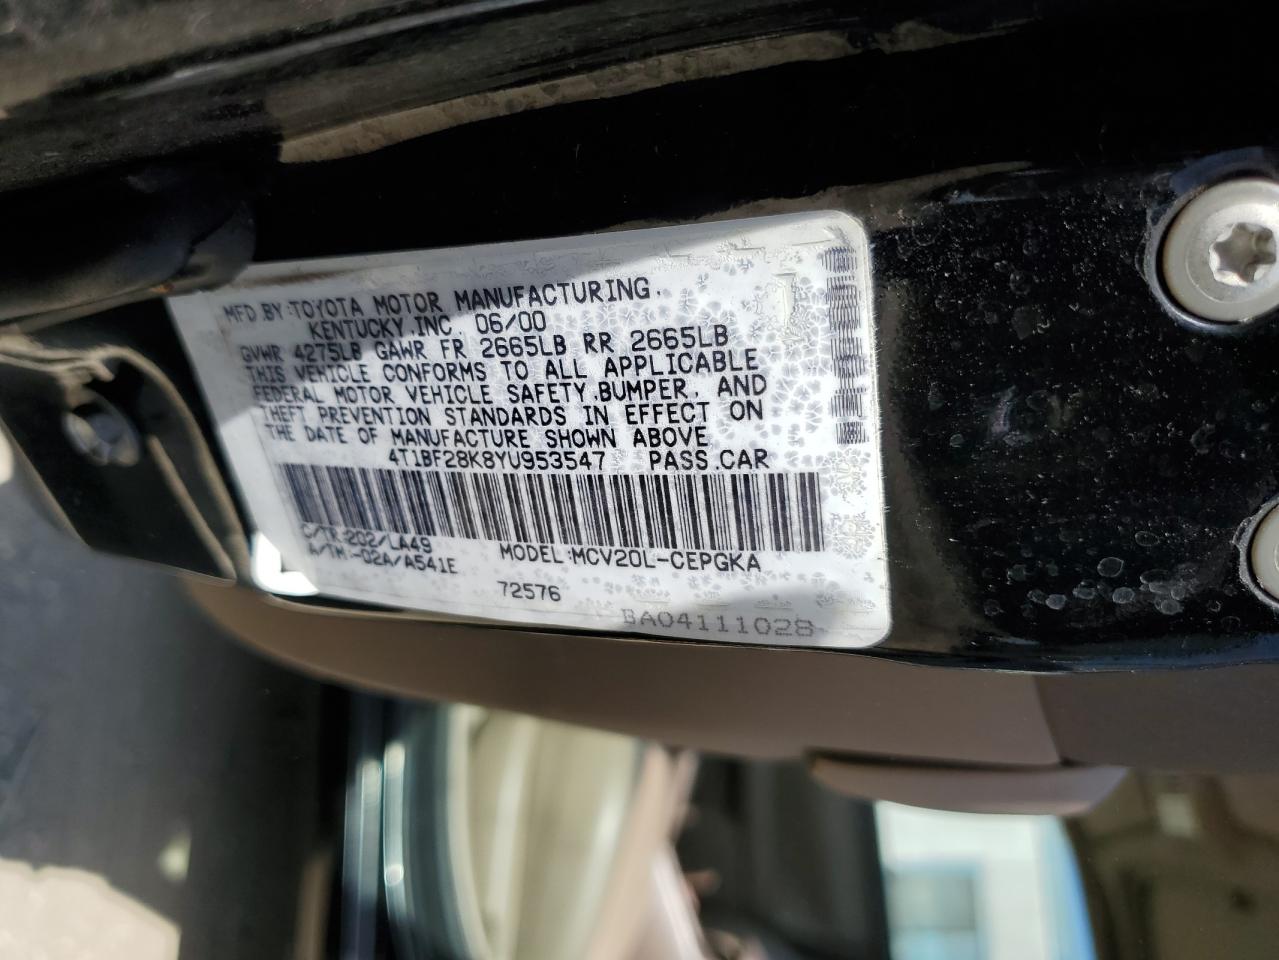 MFD.BY:TOYOTA MOTOR MANUFACTURING,
KENTUCKY,INC. 06/00
GVWR 4275LB GAWR FR 2665LB RR 2665LB
THIS VEHICLE CONFORMS TO ALL APPLICABLE
FEDERAL MOTOR VEHICLE SAFETY,BUMPER, AND
THEFT PREVENTION STANDARDS IN EFFECT ON
THE DATE OF MANUFACTURE SHOWN ABOVE.
4T1BF28K8YU953547 PASS.CAR
C/TR:202/LA49
A/TM:-02A/A541E MODEL:MCV20L-CEPGKA
72576
BA04111028